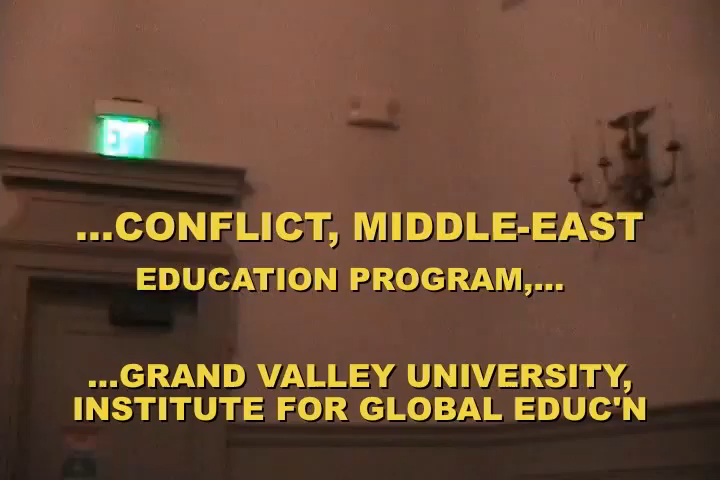 ...CONFLICT, MIDDLE-EAST
EDUCATION PROGRAM,...
...GRAND VALLEY UNIVERSITY,
INSTITUTE FOR GLOBAL EDUC'N